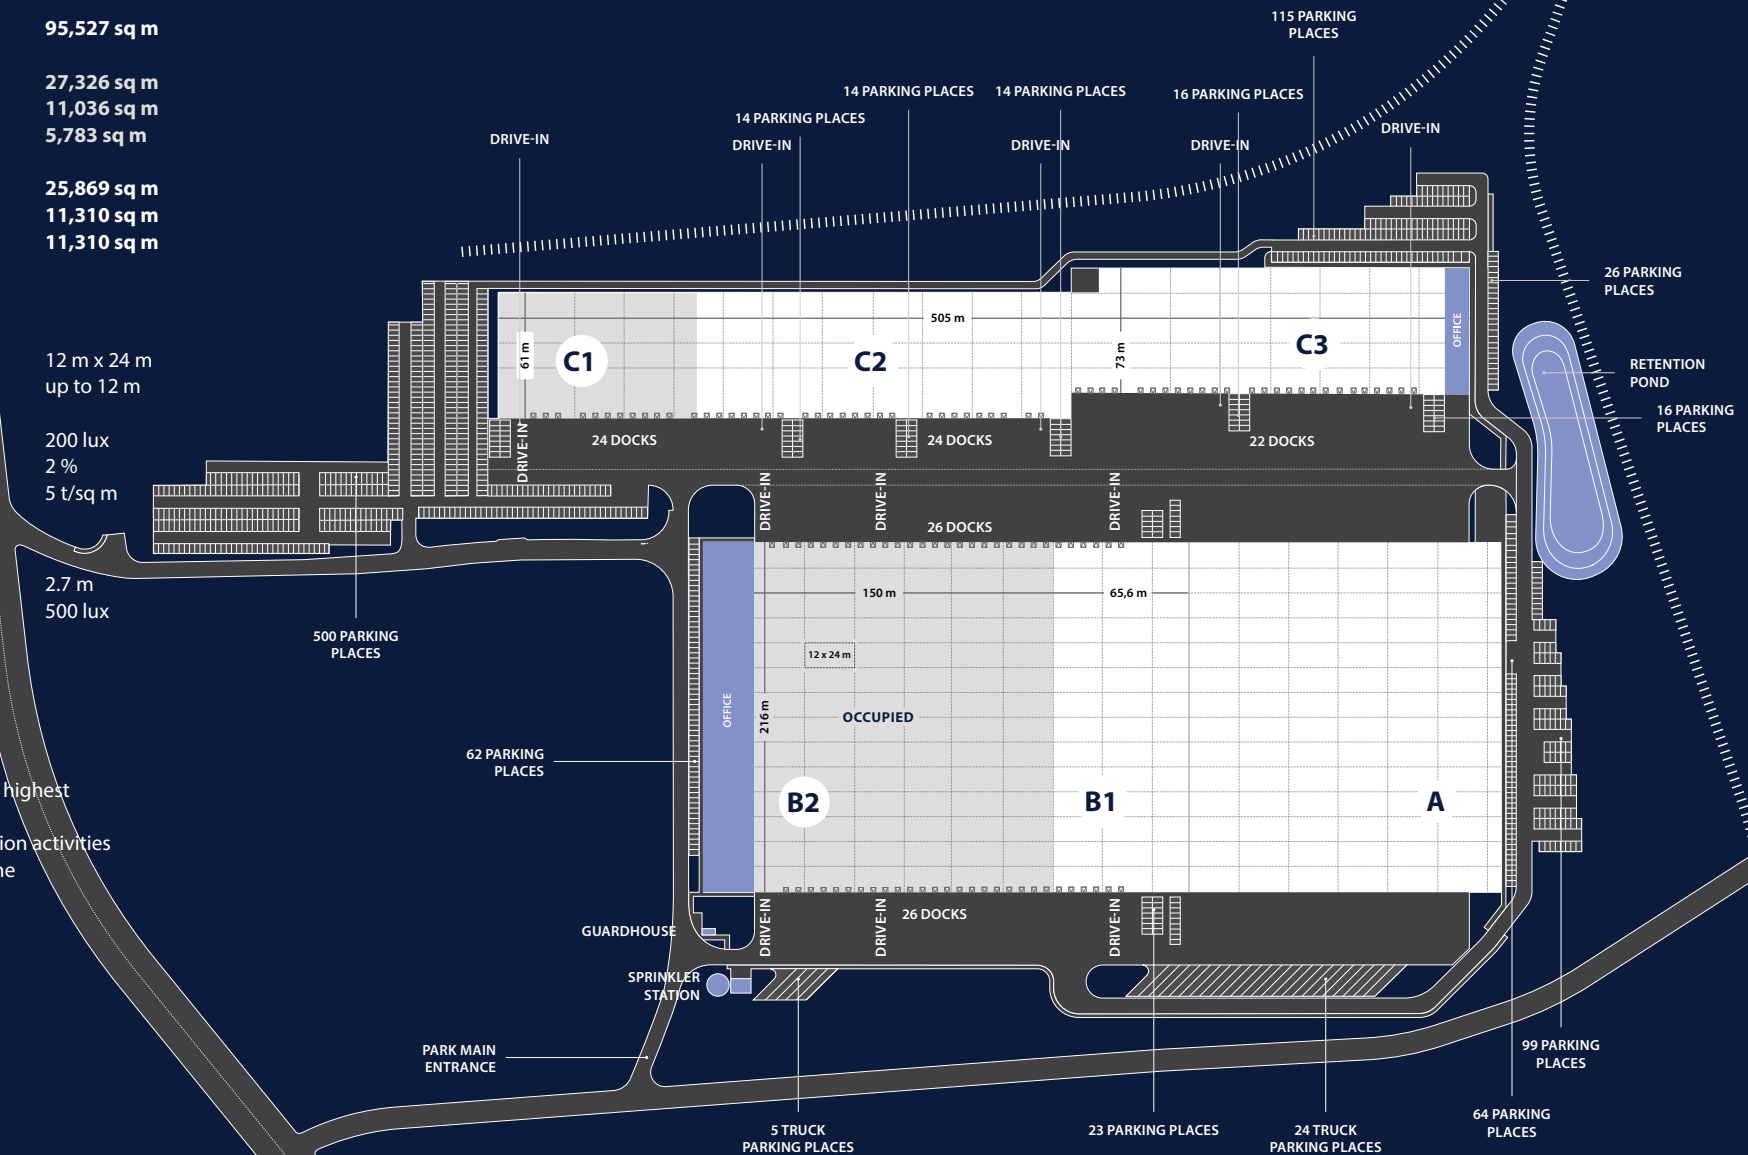 95,527 sq m
27,326 sq m
11,036 sq m
5,783 sq m
25,869 sq m
11,310 sq m
11,310 sq m
12 m x 24 m
up to 12 m
200 lux
2 %
5 t/sq m
2.7 m
500 lux
highest
ion activities
ne
115 PARKING
PLACES
14 PARKING PLACES
14 PARKING PLACES
16 PARKING PLACES
14 PARKING PLACES
DRIVE-IN
DRIVE-IN
DRIVE-IN
DRIVE-IN
DRIVE-IN
26 PARKING
PLACES
505 m
61 m
C1
C2
73 m
C3
OFFICE
RETENTION
POND
16 PARKING
PLACES
DRIVE-IN
24 DOCKS
24 DOCKS
22 DOCKS
DRIVE-IN
DRIVE-IN
DRIVE-IN
26 DOCKS
150 m
65,6 m
12 x 24 m
500 PARKING
PLACES
OFFICE
216 m
OCCUPIED
62 PARKING
PLACES
B2
B1
A
DRIVE-IN
DRIVE-IN
DRIVE-IN
26 DOCKS
GUARDHOUSE
SPRINKLER
STATION
PARK MAIN
ENTRANCE
99 PARKING
PLACES
64 PARKING
PLACES
5 TRUCK
PARKING PLACES
23 PARKING PLACES
24 TRUCK
PARKING PLACES